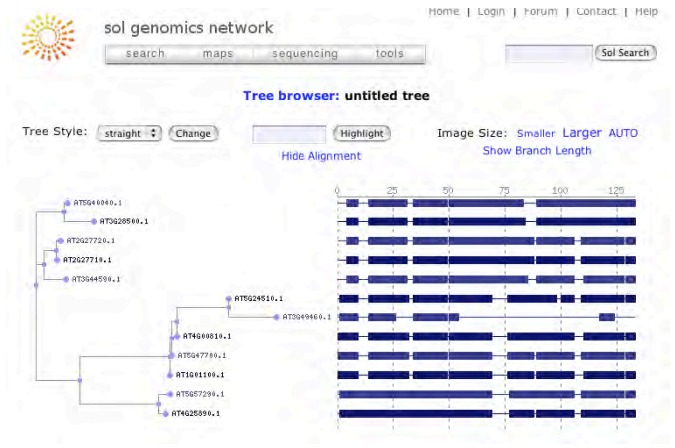 Home | Login | Forum | Contact | Help
sol genomics network
search maps sequencing tools
Sol Search
Tree browser: untitled tree
Tree Style: straight Change Highlight Image Size: Smaller Larger AUTO
Hide Alignment Show Branch Length
0 25 50 75 100 125
AT5G40040.1
AT3G28500.1
AT2G27720.1
AT2G27710.1
AT3G44590.1
AT5G24510.1
AT3G49460.1
AT4G00810.1
AT5G47700.1
AT1G01100.1
AT5G57290.1
AT4G25890.1